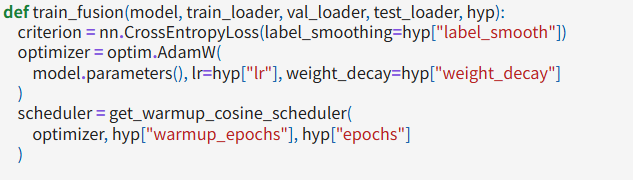 def train_fusion(model, train_loader, val_loader, test_loader, hyp):
    criterion = nn.CrossEntropyLoss(label_smoothing=hyp["label_smooth"])
    optimizer = optim.AdamW(
        model.parameters(), lr=hyp["lr"], weight_decay=hyp["weight_decay"]
    )
    scheduler = get_warmup_cosine_scheduler(
        optimizer, hyp["warmup_epochs"], hyp["epochs"]
    )